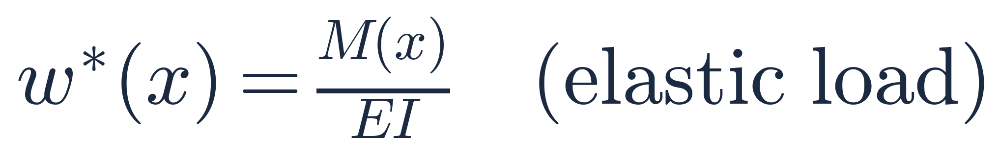 w*(x) = M(x)/EI (elastic load)